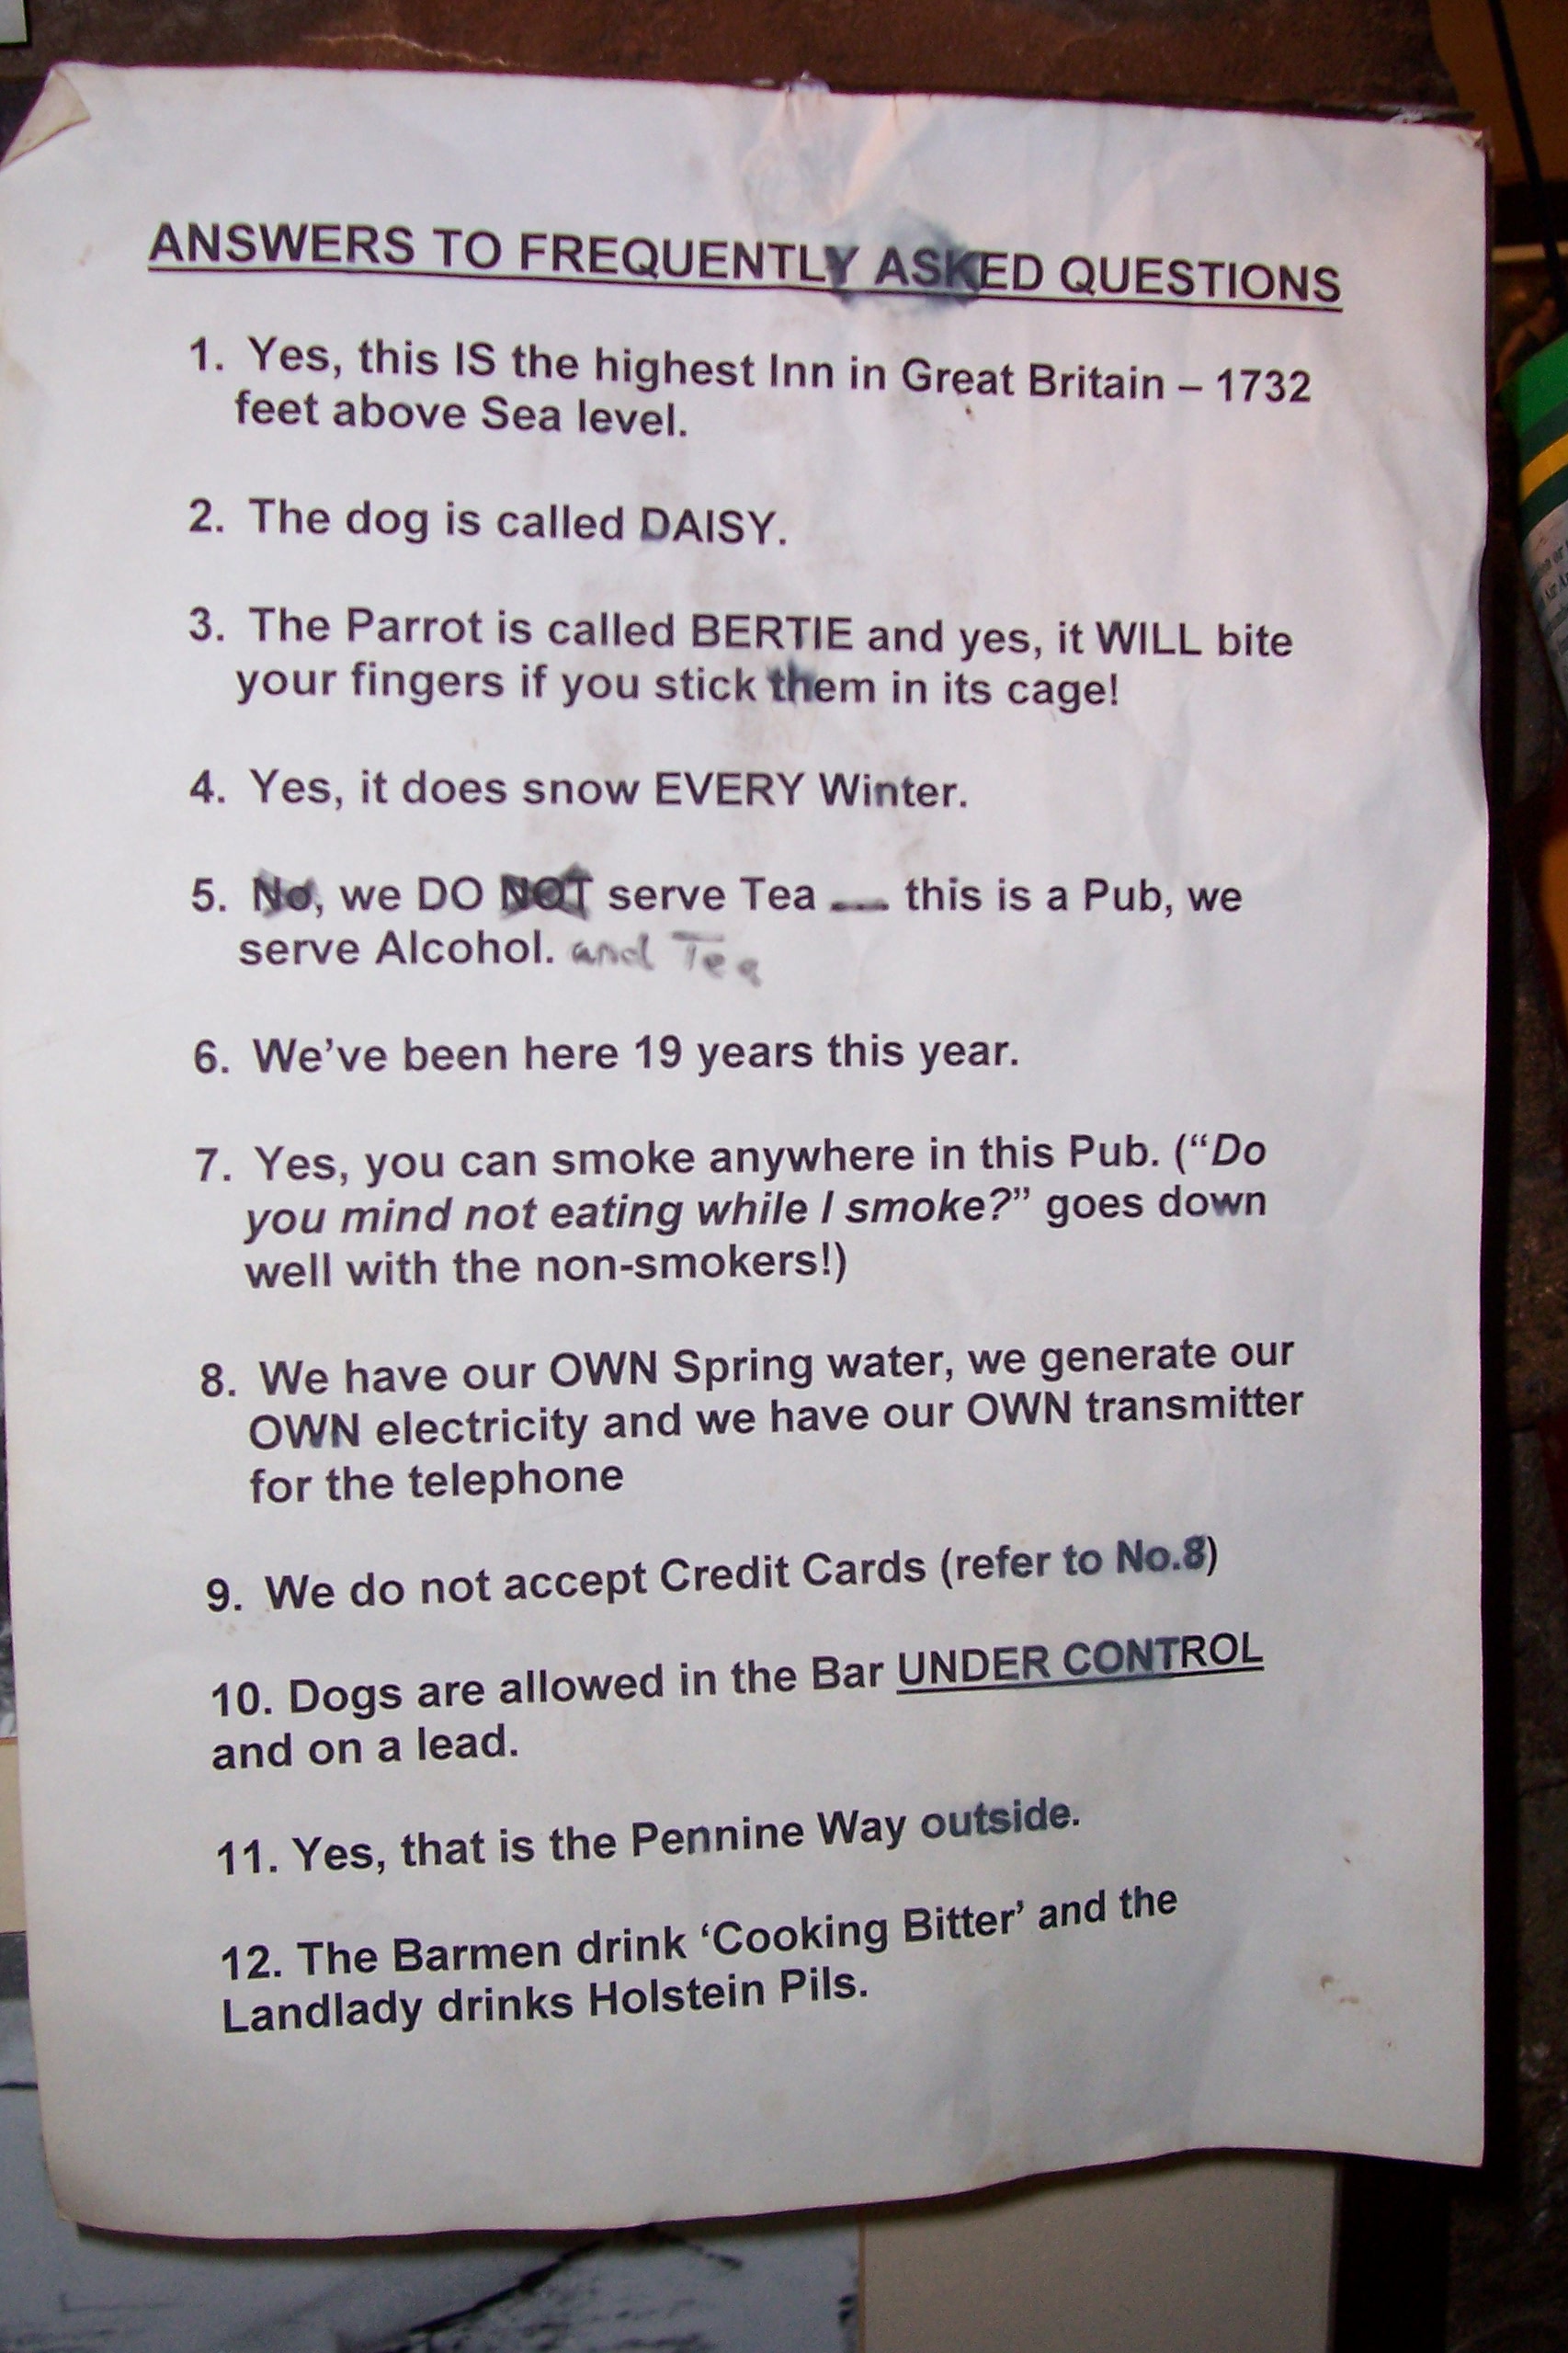 ANSWERS TO FREQUENTLY ASKED QUESTIONS
1. Yes, this IS the highest Inn in Great Britain – 1732
feet above Sea level.
2. The dog is called DAISY.
3. The Parrot is called BERTIE and yes, it WILL bite
your fingers if you stick them in its cage!
4. Yes, it does snow EVERY Winter.
5. No, we DO NOT serve Tea — this is a Pub, we
serve Alcohol. and Tea
6. We've been here 19 years this year.
7. Yes, you can smoke anywhere in this Pub. ("Do
you mind not eating while I smoke?" goes down
well with the non-smokers!)
8. We have our OWN Spring water, we generate our
OWN electricity and we have our OWN transmitter
for the telephone
9. We do not accept Credit Cards (refer to No.8)
10. Dogs are allowed in the Bar UNDER CONTROL
and on a lead.
11. Yes, that is the Pennine Way outside.
12. The Barmen drink 'Cooking Bitter' and the
Landlady drinks Holstein Pils.